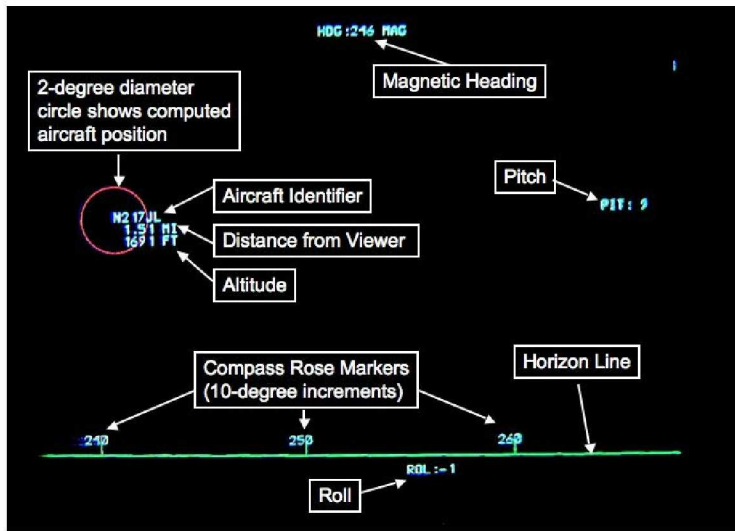 HDG:246 MAG
Magnetic Heading
2-degree diameter
circle shows computed
aircraft position
Pitch
PIT: 9
Aircraft Identifier
N217UL
Distance from Viewer
1.51 MI
1691 FT
Altitude
Compass Rose Markers
(10-degree increments)
Horizon Line
240
250
260
ROL:-1
Roll